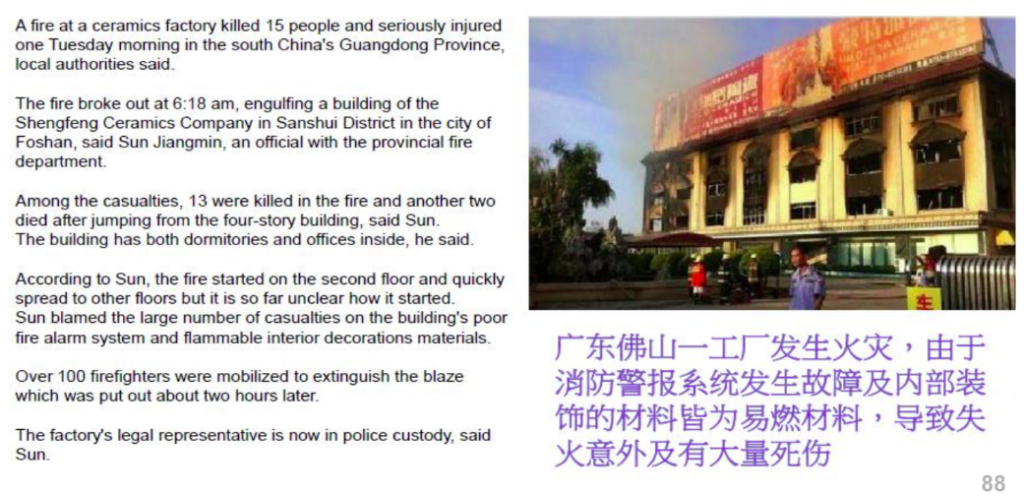 A fire at a ceramics factory killed 15 people and seriously injured
one Tuesday morning in the south China's Guangdong Province,
local authorities said.
The fire broke out at 6:18 am, engulfing a building of the
Shengfeng Ceramics Company in Sanshui District in the city of
Foshan, said Sun Jiangmin, an official with the provincial fire
department.
Among the casualties, 13 were killed in the fire and another two
died after jumping from the four-story building, said Sun.
The building has both dormitories and offices inside, he said.
According to Sun, the fire started on the second floor and quickly
spread to other floors but it is so far unclear how it started.
Sun blamed the large number of casualties on the building's poor
fire alarm system and flammable interior decorations materials.
Over 100 firefighters were mobilized to extinguish the blaze
which was put out about two hours later.
The factory's legal representative is now in police custody, said
Sun.
车
广东佛山一工厂发生火灾，由于
消防警报系统发生故障及内部装
饰的材料皆为易燃材料，导致失
火意外及有大量死伤
88